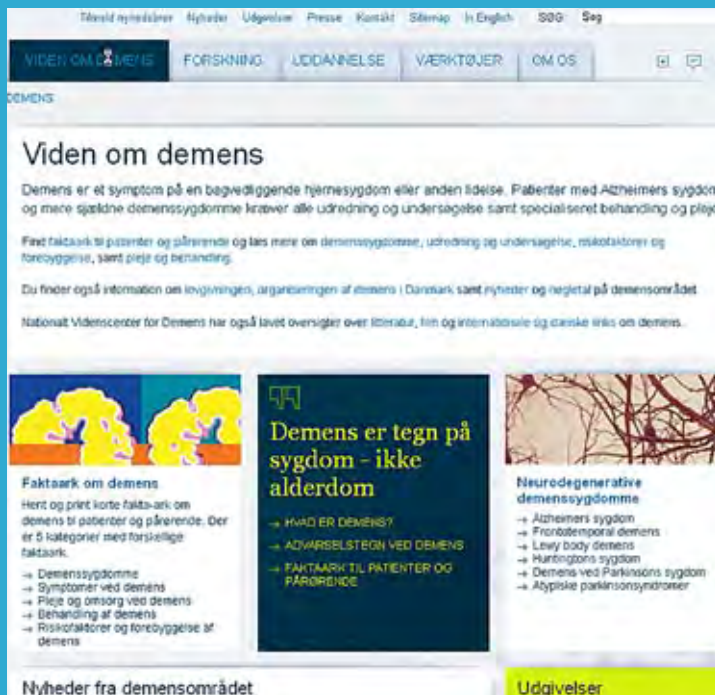 Tilmeld nyhedsbrev Nyheder Udgivelser Presse Kontakt Sitemap In English SØG Søg
VIDEN OM DEMENS FORSKNING UDDANNELSE VÆRKTØJER OM OS
DEMENS
Viden om demens
Demens er et symptom på en bagvedliggende hjernesygdom eller anden lidelse. Patienter med Alzheimers sygdom
og mere sjældne demenssygdomme kræver alle udredning og undersøgelse samt specialiseret behandling og pleje
Find faktaark til patienter og pårørende og læs mere om demenssygdomme, udredning og undersøgelse, risikofaktorer og
forebyggelse, samt pleje og behandling.
Du finder også information om lovgivningen, organiseringen af demens i Danmark samt nyheder og nøgletal på demensområdet
Nationalt Videnscenter for Demens har også lavet oversigter over litteratur, film og internationale og danske links om demens.
Faktaark om demens
Hent og print korte fakta-ark om
demens til patienter og pårørende. Der
er 5 kategorier med forskellige
faktaark.
→ Demenssygdomme
→ Symptomer ved demens
→ Pleje og omsorg ved demens
→ Behandling af demens
→ Risikofaktorer og forebyggelse af
demens
Demens er tegn på
sygdom - ikke
alderdom
→ HVAD ER DEMENS?
→ ADVARSELSTEGN VED DEMENS
→ FAKTAARK TIL PATIENTER OG
PÅRØRENDE
Neurodegenerative
demenssygdomme
→ Alzheimers sygdom
→ Frontotemporal demens
→ Lewy body demens
→ Huntingtons sygdom
→ Demens ved Parkinsons sygdom
→ Atypiske parkinsonsyndromer
Nyheder fra demensområdet
Udgivelser